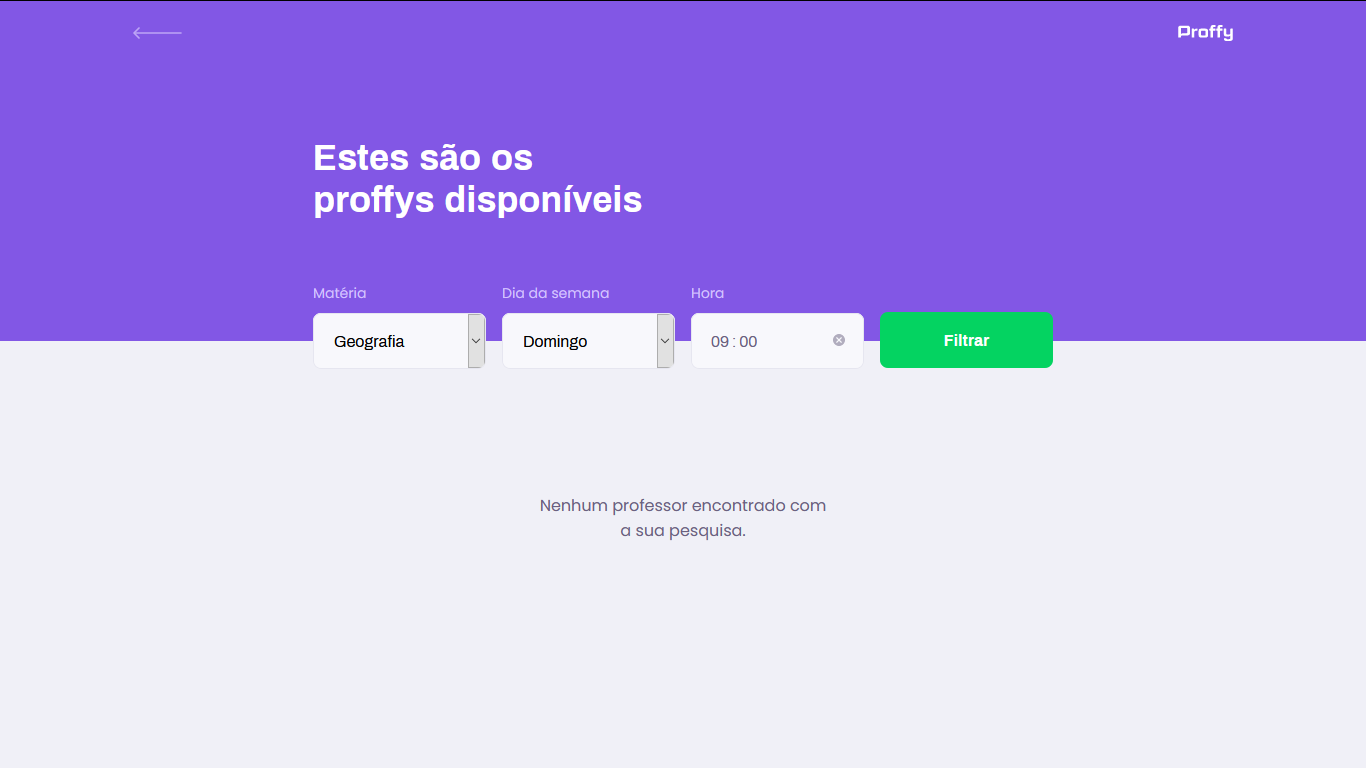 Proffy
Estes são os
proffys disponíveis
Matéria
Dia da semana
Hora
Geografia
Domingo
09 : 00
Filtrar
Nenhum professor encontrado com
a sua pesquisa.